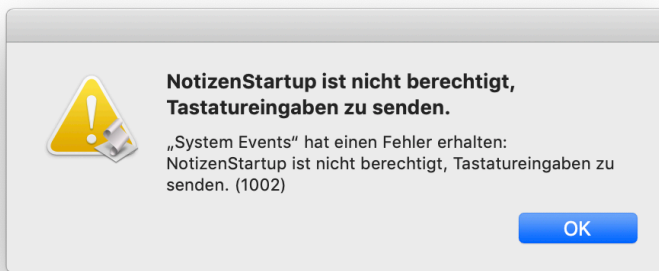 NotizenStartup ist nicht berechtigt,
Tastatureingaben zu senden.
„System Events“ hat einen Fehler erhalten:
NotizenStartup ist nicht berechtigt, Tastatureingaben zu
senden. (1002)
OK